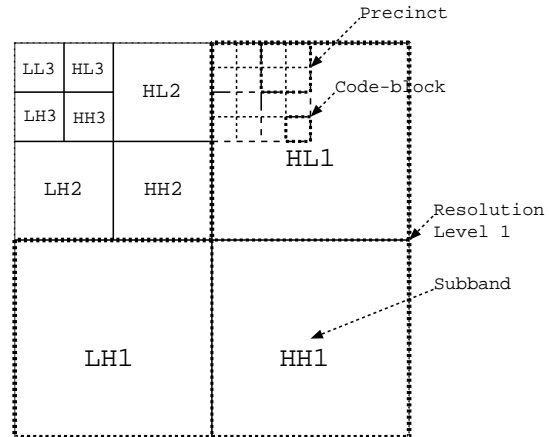 Precinct
LL3 HL3
HL2
Code-block
LH3 HH3
HL1
LH2 HH2
Resolution
Level 1
Subband
LH1 HH1